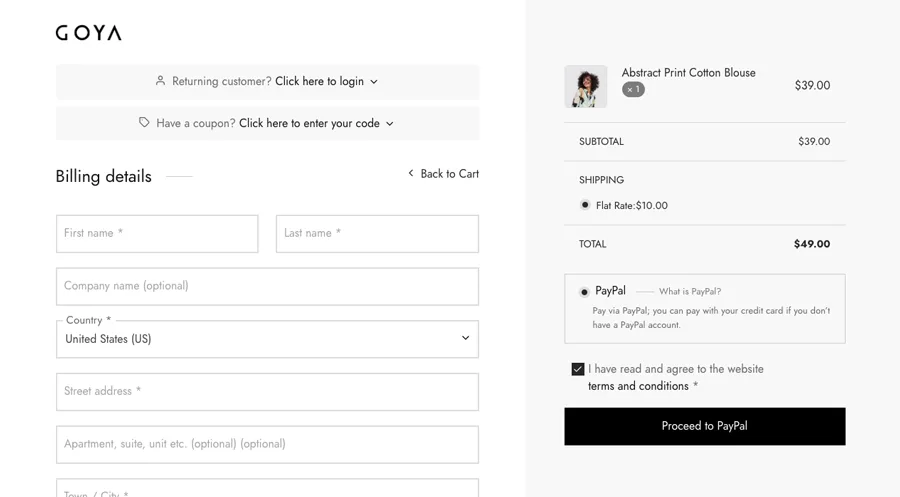 GOYA
Returning customer? Click here to login
Have a coupon? Click here to enter your code
Billing details
Back to Cart
First name *
Last name *
Company name (optional)
Country *
United States (US)
Street address *
Apartment, suite, unit etc. (optional) (optional)
Town / City *
Abstract Print Cotton Blouse
× 1
$39.00
SUBTOTAL
$39.00
SHIPPING
Flat Rate:$10.00
TOTAL
$49.00
PayPal
What is PayPal?
Pay via PayPal; you can pay with your credit card if you don't
have a PayPal account.
I have read and agree to the website
terms and conditions *
Proceed to PayPal